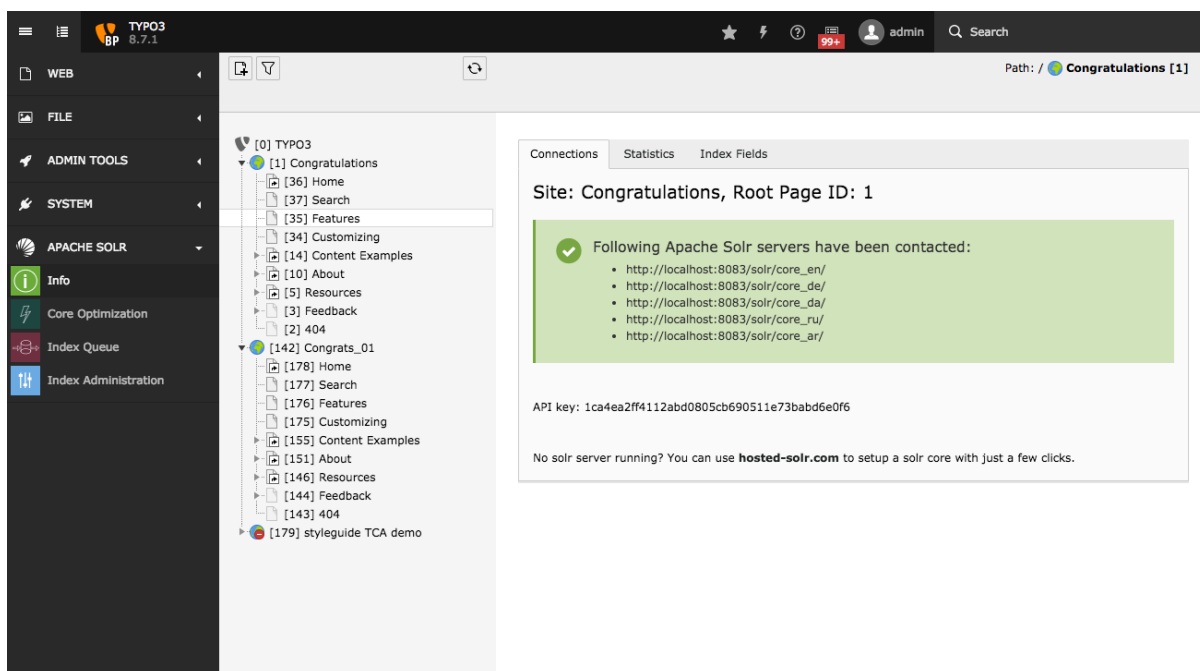 TYPO3
8.7.1
BP
99+
admin
Search
WEB
FILE
ADMIN TOOLS
SYSTEM
APACHE SOLR
Info
Core Optimization
Index Queue
Index Administration
Path: / Congratulations [1]
[0] TYPO3
[1] Congratulations
[36] Home
[37] Search
[35] Features
[34] Customizing
[14] Content Examples
[10] About
[5] Resources
[3] Feedback
[2] 404
[142] Congrats_01
[178] Home
[177] Search
[176] Features
[175] Customizing
[155] Content Examples
[151] About
[146] Resources
[144] Feedback
[143] 404
[179] styleguide TCA demo
Connections Statistics Index Fields
Site: Congratulations, Root Page ID: 1
Following Apache Solr servers have been contacted:
• http://localhost:8083/solr/core_en/
• http://localhost:8083/solr/core_de/
• http://localhost:8083/solr/core_da/
• http://localhost:8083/solr/core_ru/
• http://localhost:8083/solr/core_ar/
API key: 1ca4ea2ff4112abd0805cb690511e73babd6e0f6
No solr server running? You can use hosted-solr.com to setup a solr core with just a few clicks.